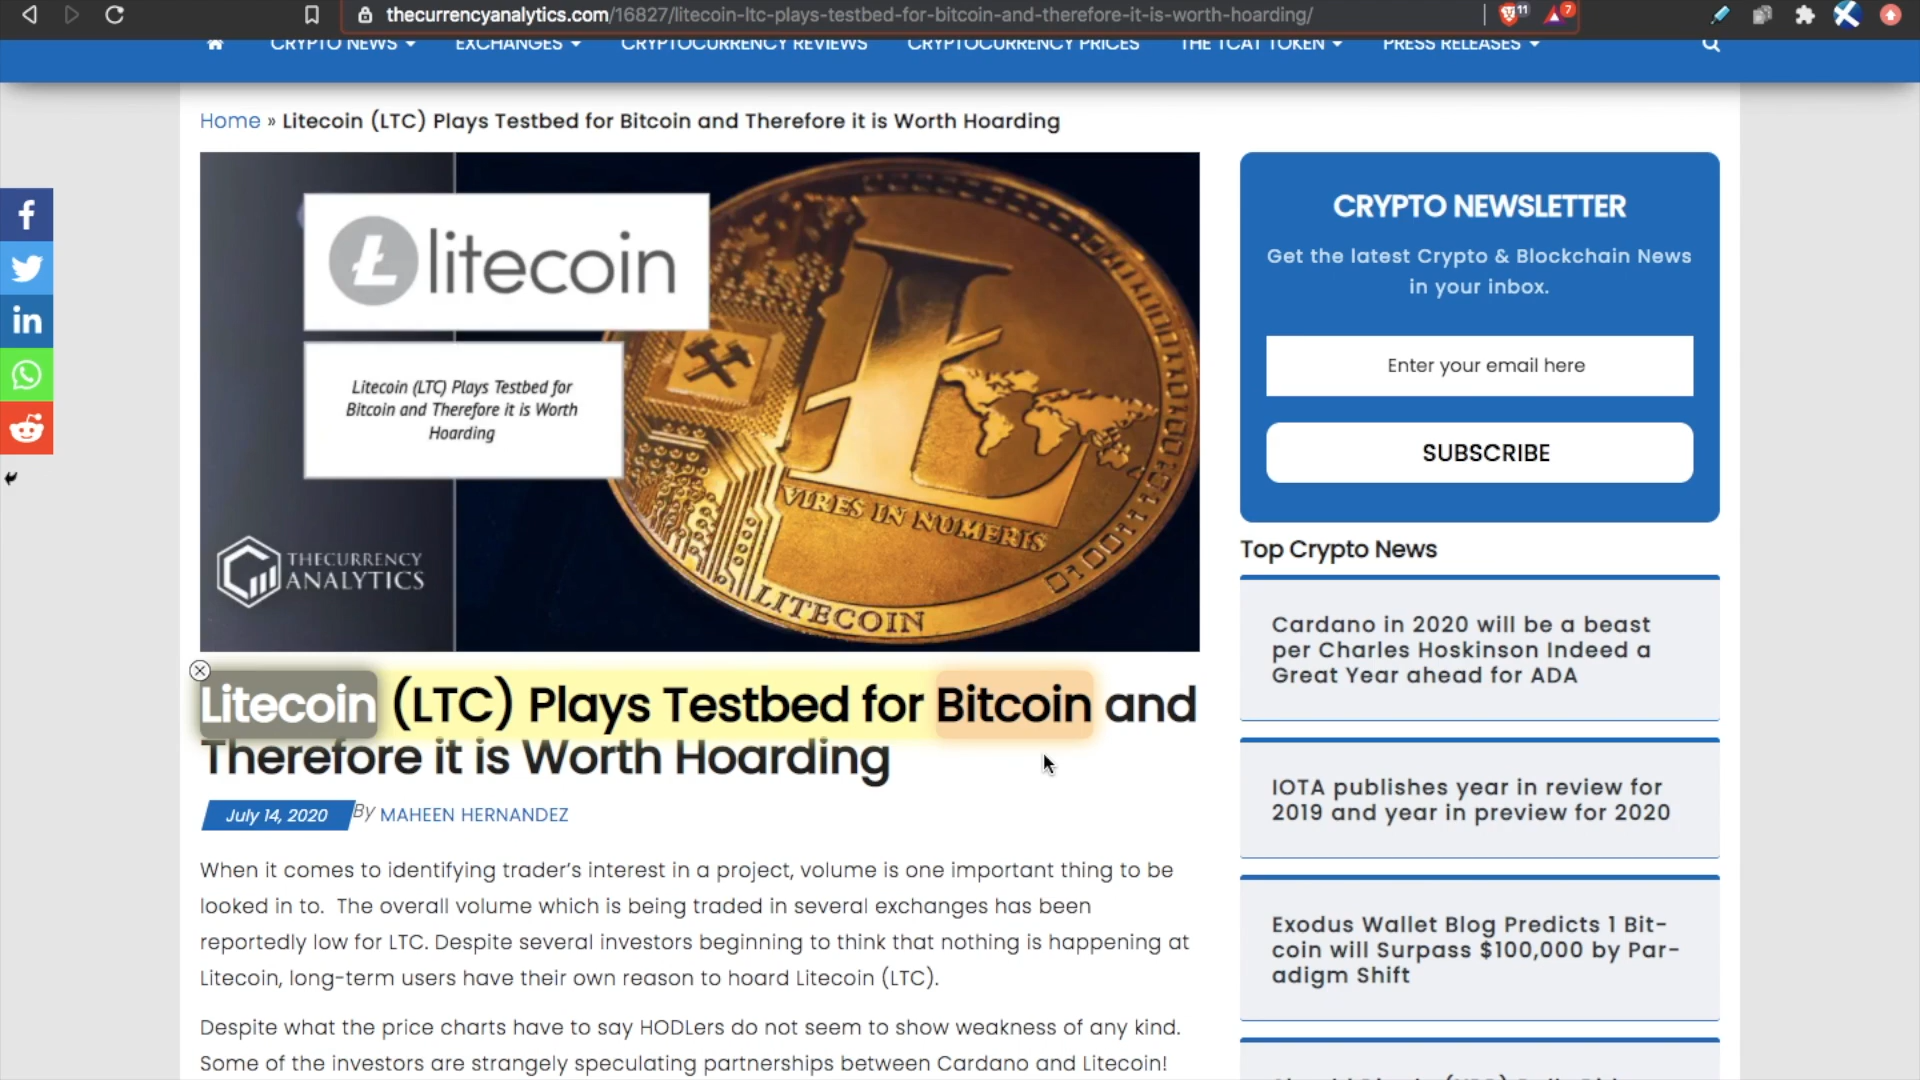 thecurrencyanalytics.com/16827/litecoin-ltc-plays-testbed-for-bitcoin-and-therefore-it-is-worth-hoarding/
11
7
CRYPTO NEWS
EXCHANGES
CRYPTOCURRENCY REVIEWS
CRYPTOCURRENCY PRICES
THE TCAT TOKEN
PRESS RELEASES
Home » Litecoin (LTC) Plays Testbed for Bitcoin and Therefore it is Worth Hoarding
litecoin
Litecoin (LTC) Plays Testbed for
Bitcoin and Therefore it is Worth
Hoarding
VIRES IN NUMERIS
LITECOIN
THECURRENCY
ANALYTICS
Litecoin (LTC) Plays Testbed for Bitcoin and
Therefore it is Worth Hoarding
July 14, 2020 By MAHEEN HERNANDEZ
When it comes to identifying trader's interest in a project, volume is one important thing to be
looked in to.  The overall volume which is being traded in several exchanges has been
reportedly low for LTC. Despite several investors beginning to think that nothing is happening at
Litecoin, long-term users have their own reason to hoard Litecoin (LTC).
Despite what the price charts have to say HODLers do not seem to show weakness of any kind.
Some of the investors are strangely speculating partnerships between Cardano and Litecoin!
CRYPTO NEWSLETTER
Get the latest Crypto & Blockchain News
in your inbox.
Enter your email here
SUBSCRIBE
Top Crypto News
Cardano in 2020 will be a beast
per Charles Hoskinson Indeed a
Great Year ahead for ADA
IOTA publishes year in review for
2019 and year in preview for 2020
Exodus Wallet Blog Predicts 1 Bit-
coin will Surpass $100,000 by Par-
adigm Shift